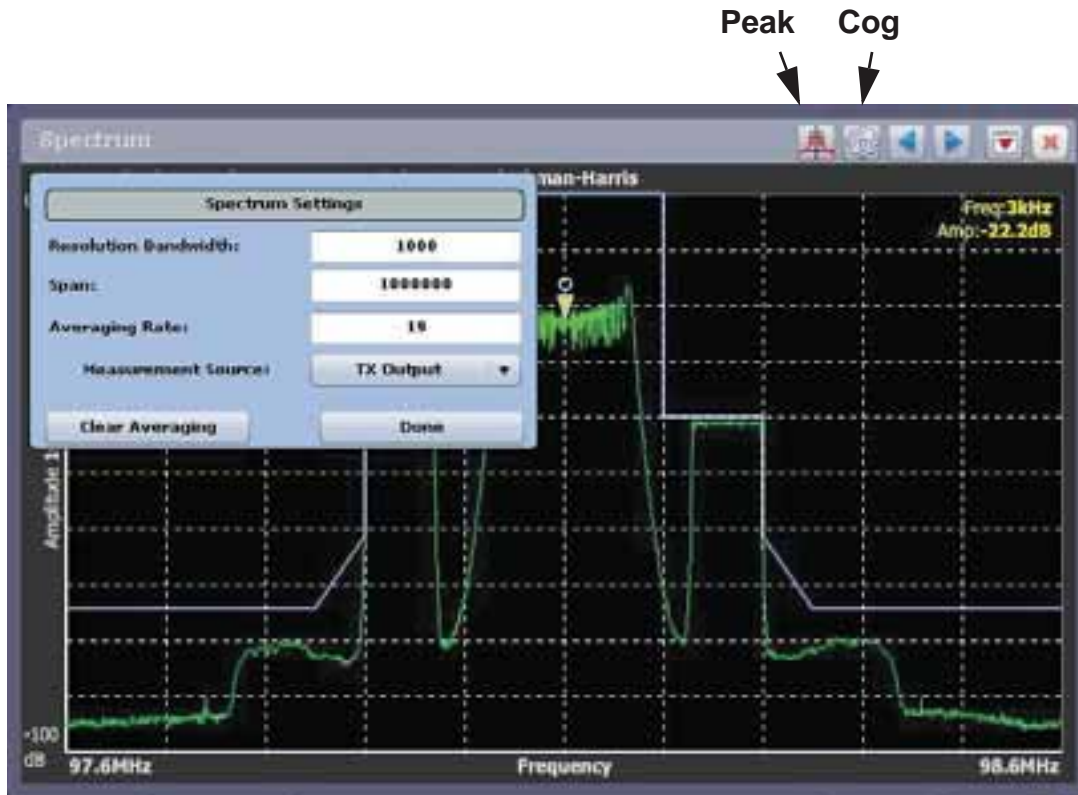 Peak Cog
Spectrum
man-Harris
Spectrum Settings
Resolution Bandwidth: 1000
Span: 1000000
Averaging Rate:
Measurement Source: TX Output
Clear Averaging Done
Freq:3kHz
Amp:-22.2dB
Amplitude
-100
dB
97.6MHz Frequency 98.6MHz